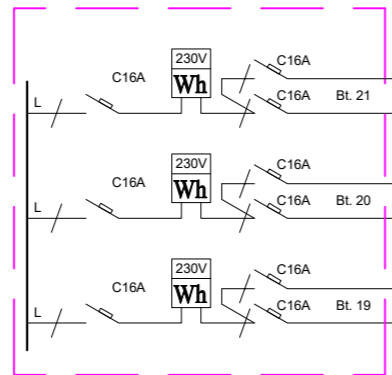 230V C16A
C16A Wh
L C16A Bt. 21
230V C16A
C16A Wh
L C16A Bt. 20
230V C16A
C16A Wh
L C16A Bt. 19